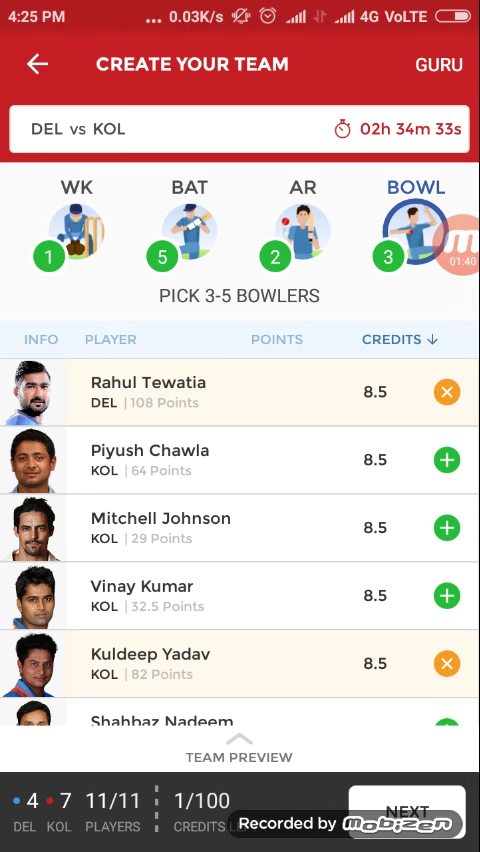 4:25 PM ... 0.03K/s 4G VoLTE
CREATE YOUR TEAM GURU
DEL vs KOL 02h 34m 33s
WK BAT AR BOWL
1 5 2 3
01:40
PICK 3-5 BOWLERS
INFO PLAYER POINTS CREDITS ↓
Rahul Tewatia
DEL | 108 Points 8.5
Piyush Chawla
KOL | 64 Points 8.5
Mitchell Johnson
KOL | 29 Points 8.5
Vinay Kumar
KOL | 32.5 Points 8.5
Kuldeep Yadav
KOL | 82 Points 8.5
Shahbaz Nadeem
TEAM PREVIEW
4 7 11/11 1/100 NEXT
DEL KOL PLAYERS CREDITS
Recorded by mobizen